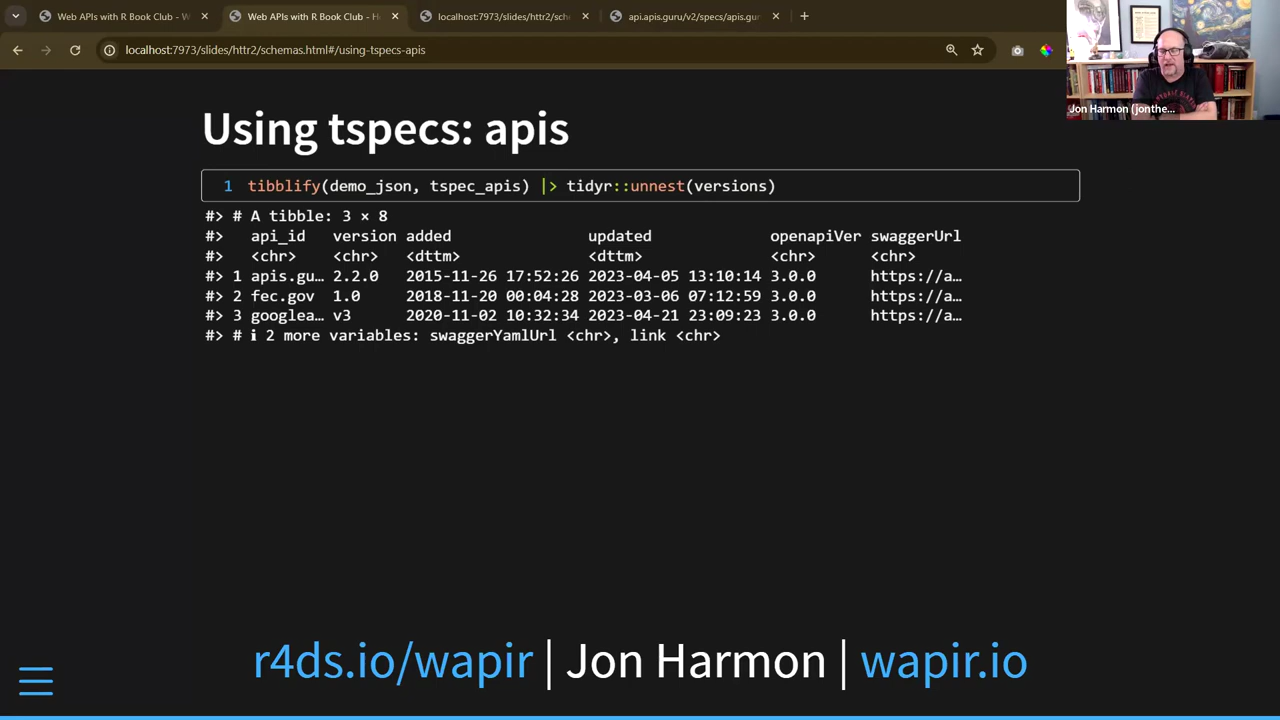 Web APIs with R Book Club - W
Web APIs with R Book Club - H
localhost:7973/slides/httr2/sch
api.apis.guru/v2/specs/apis.gu
localhost:7973/slides/httr2/schemas.html#/using-tspecs-apis
Jon Harmon (jonthe...
Using tspecs: apis
1 tibblify(demo_json, tspec_apis) |> tidyr::unnest(versions)
#> # A tibble: 3 × 8
#>   api_id   version added               updated             openapiVer swaggerUrl
#>   <chr>    <chr>   <dttm>              <dttm>              <chr>      <chr>
#> 1 apis.gu… 2.2.0   2015-11-26 17:52:26 2023-04-05 13:10:14 3.0.0      https://a…
#> 2 fec.gov  1.0     2018-11-20 00:04:28 2023-03-06 07:12:59 3.0.0      https://a…
#> 3 googlea… v3      2020-11-02 10:32:34 2023-04-21 23:09:23 3.0.0      https://a…
#> # ℹ 2 more variables: swaggerYamlUrl <chr>, link <chr>
r4ds.io/wapir | Jon Harmon | wapir.io